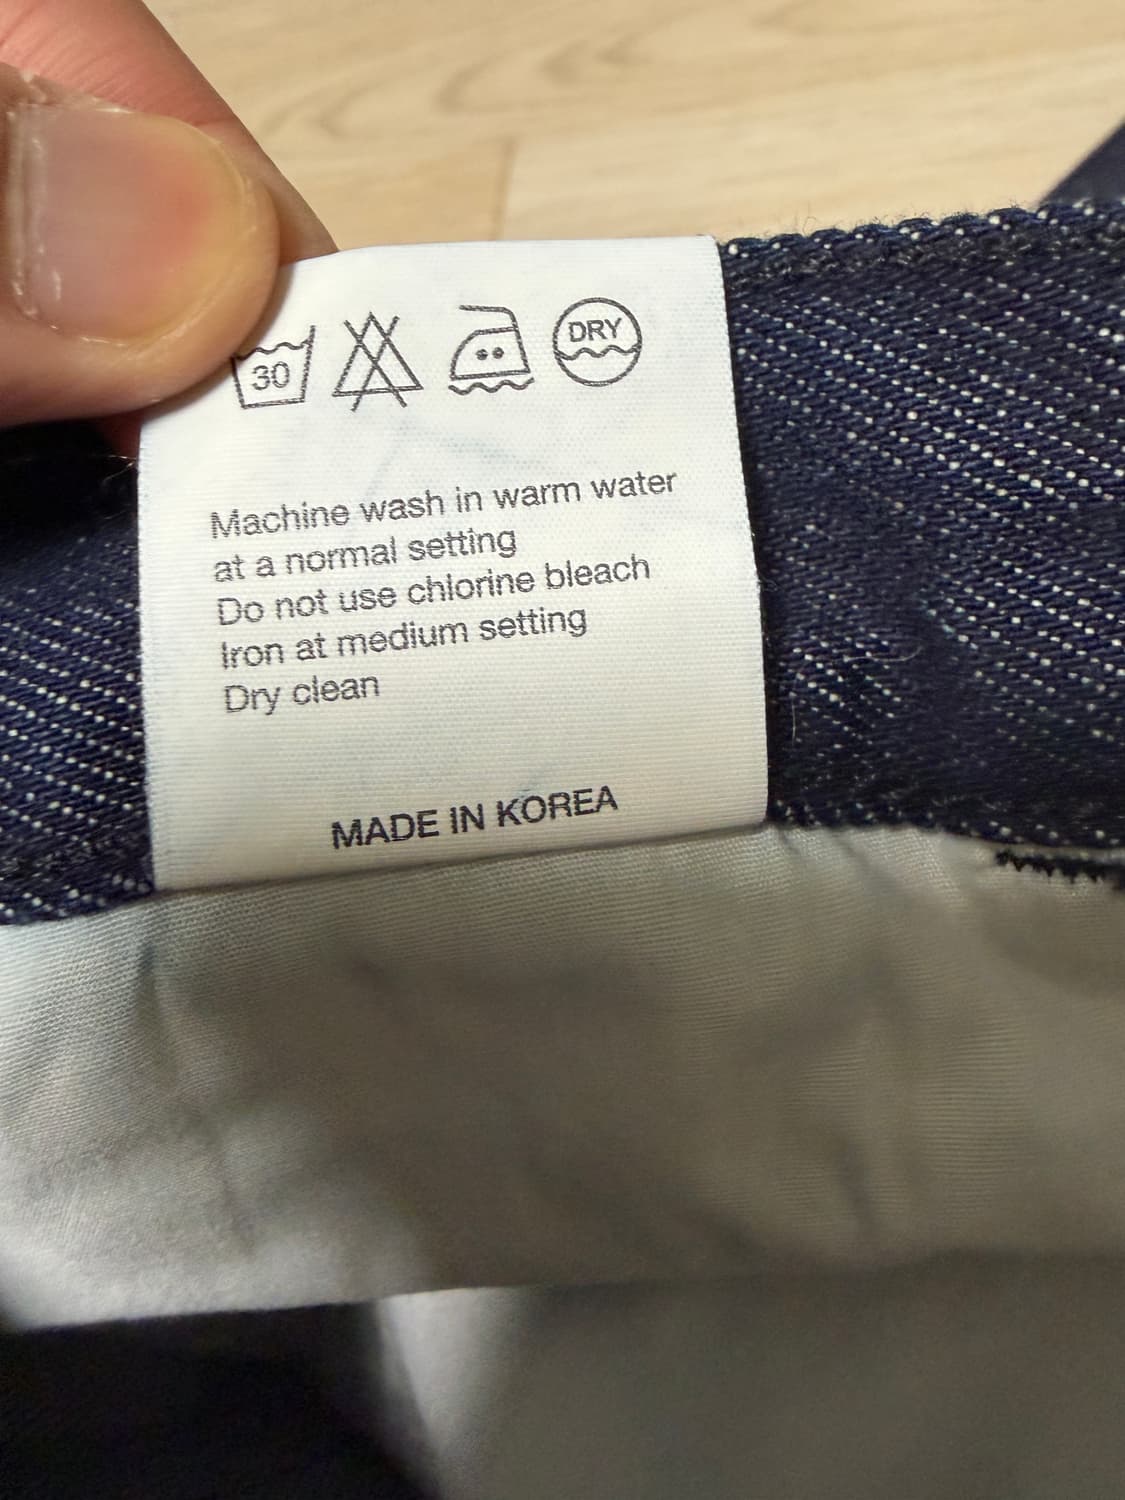 30 DRY
Machine wash in warm water
at a normal setting
Do not use chlorine bleach
Iron at medium setting
Dry clean
MADE IN KOREA